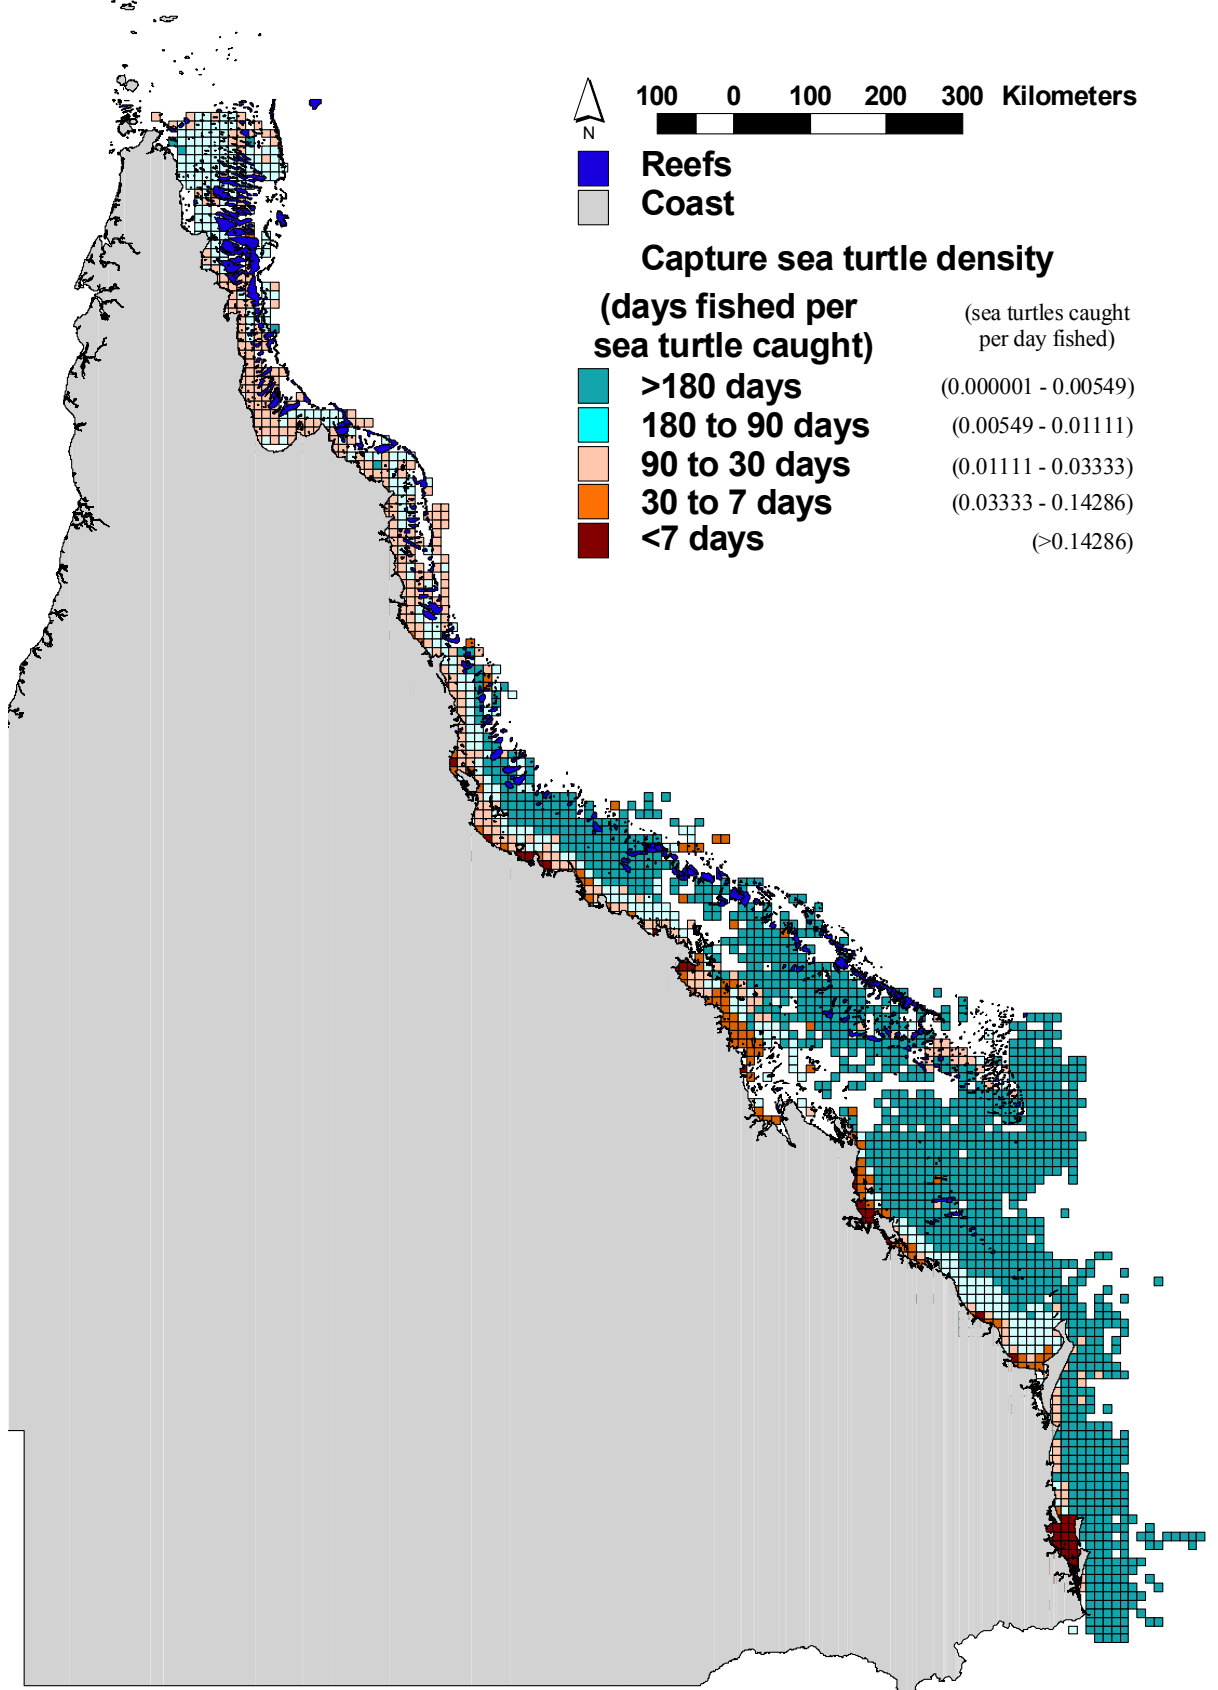 100 0 100 200 300 Kilometers
N
Reefs
Coast
Capture sea turtle density
(days fished per
sea turtle caught)
(sea turtles caught
per day fished)
>180 days (0.000001 - 0.00549)
180 to 90 days (0.00549 - 0.01111)
90 to 30 days (0.01111 - 0.03333)
30 to 7 days (0.03333 - 0.14286)
<7 days (>0.14286)